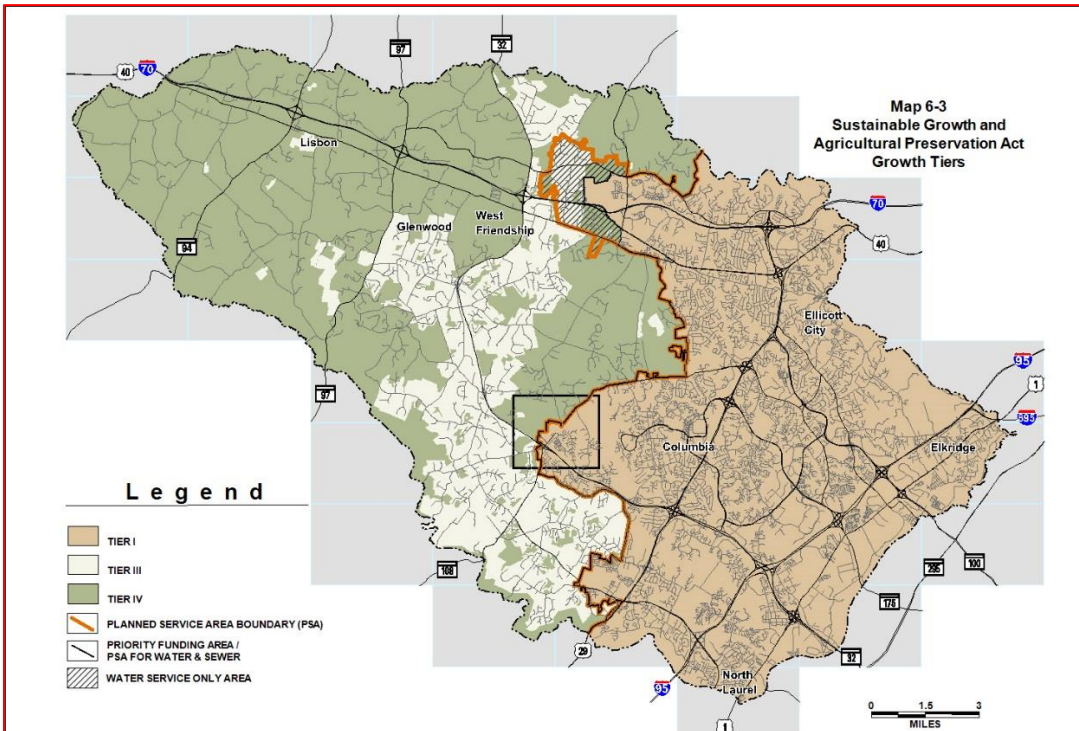 97
32
40
70
Map 6-3
Sustainable Growth and
Agricultural Preservation Act
Growth Tiers
Lisbon
70
West
Friendship
Glenwood
40
94
Ellicott
City
95
1
97
895
Columbia
Elkridge
Legend
TIER I
TIER III
TIER IV
PLANNED SERVICE AREA BOUNDARY (PSA)
PRIORITY FUNDING AREA /
PSA FOR WATER & SEWER
WATER SERVICE ONLY AREA
108
295
100
175
29
32
95
North
Laurel
1
0 1.5 3
MILES